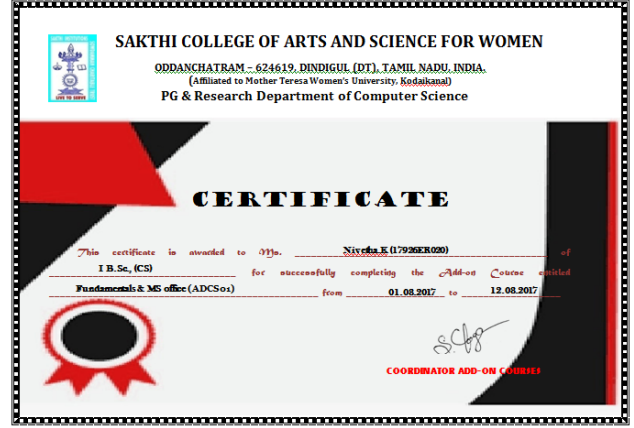 SAKTHI COLLEGE OF ARTS AND SCIENCE FOR WOMEN
ODDANCHATRAM – 624619, DINDIGUL (DT), TAMIL NADU, INDIA.
(Affiliated to Mother Teresa Women's University, Kodaikanal)
PG & Research Department of Computer Science
LIVE TO SERVE
CERTIFICATE
This certificate is awarded to Ms. Nivetha K (17926ER020) of
I B.Sc., (CS) for successfully completing the Add-on Course entitled
Fundamentals & MS office (ADCS01) from 01.08.2017 to 12.08.2017
COORDINATOR ADD-ON COURSES